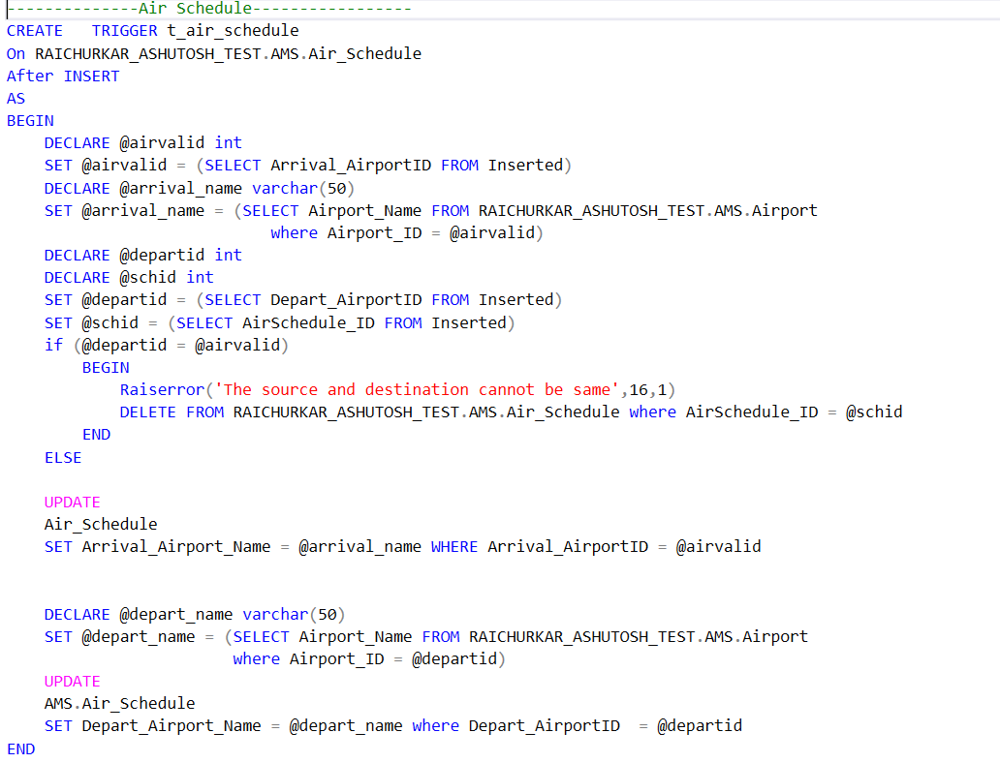 --------------Air Schedule-----------------
CREATE   TRIGGER t_air_schedule
On RAICHURKAR_ASHUTOSH_TEST.AMS.Air_Schedule
After INSERT
AS
BEGIN
    DECLARE @airvalid int
    SET @airvalid = (SELECT Arrival_AirportID FROM Inserted)
    DECLARE @arrival_name varchar(50)
    SET @arrival_name = (SELECT Airport_Name FROM RAICHURKAR_ASHUTOSH_TEST.AMS.Airport
                            where Airport_ID = @airvalid)
    DECLARE @departid int
    DECLARE @schid int
    SET @departid = (SELECT Depart_AirportID FROM Inserted)
    SET @schid = (SELECT AirSchedule_ID FROM Inserted)
    if (@departid = @airvalid)
        BEGIN
            Raiserror('The source and destination cannot be same',16,1)
            DELETE FROM RAICHURKAR_ASHUTOSH_TEST.AMS.Air_Schedule where AirSchedule_ID = @schid
        END
    ELSE

    UPDATE
    Air_Schedule
    SET Arrival_Airport_Name = @arrival_name WHERE Arrival_AirportID = @airvalid


    DECLARE @depart_name varchar(50)
    SET @depart_name = (SELECT Airport_Name FROM RAICHURKAR_ASHUTOSH_TEST.AMS.Airport
                        where Airport_ID = @departid)
    UPDATE
    AMS.Air_Schedule
    SET Depart_Airport_Name = @depart_name where Depart_AirportID  = @departid
END